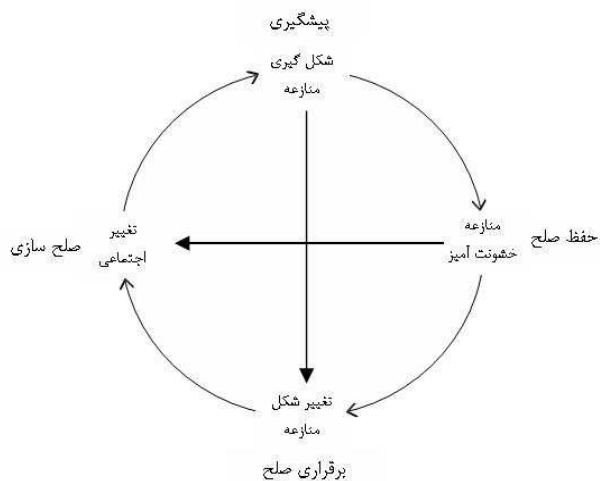 پیشگیری
شکل گیری
منازعه
حفظ صلح
منازعه
خشونت آمیز
تغییر
اجتماعی
صلح سازی
تغییر شکل
منازعه
برقراری صلح